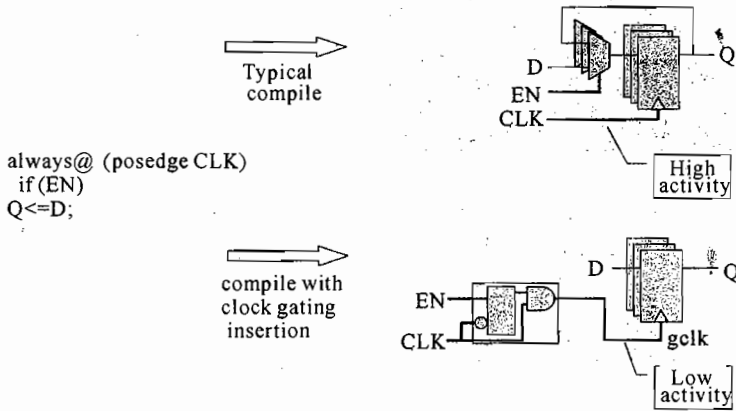 Typical
compile
D
EN
CLK
Q
High
activity
always@ (posedge CLK)
if (EN)
Q<=D;
compile with
clock gating
insertion
EN
CLK
D
Q
gclk
Low
activity